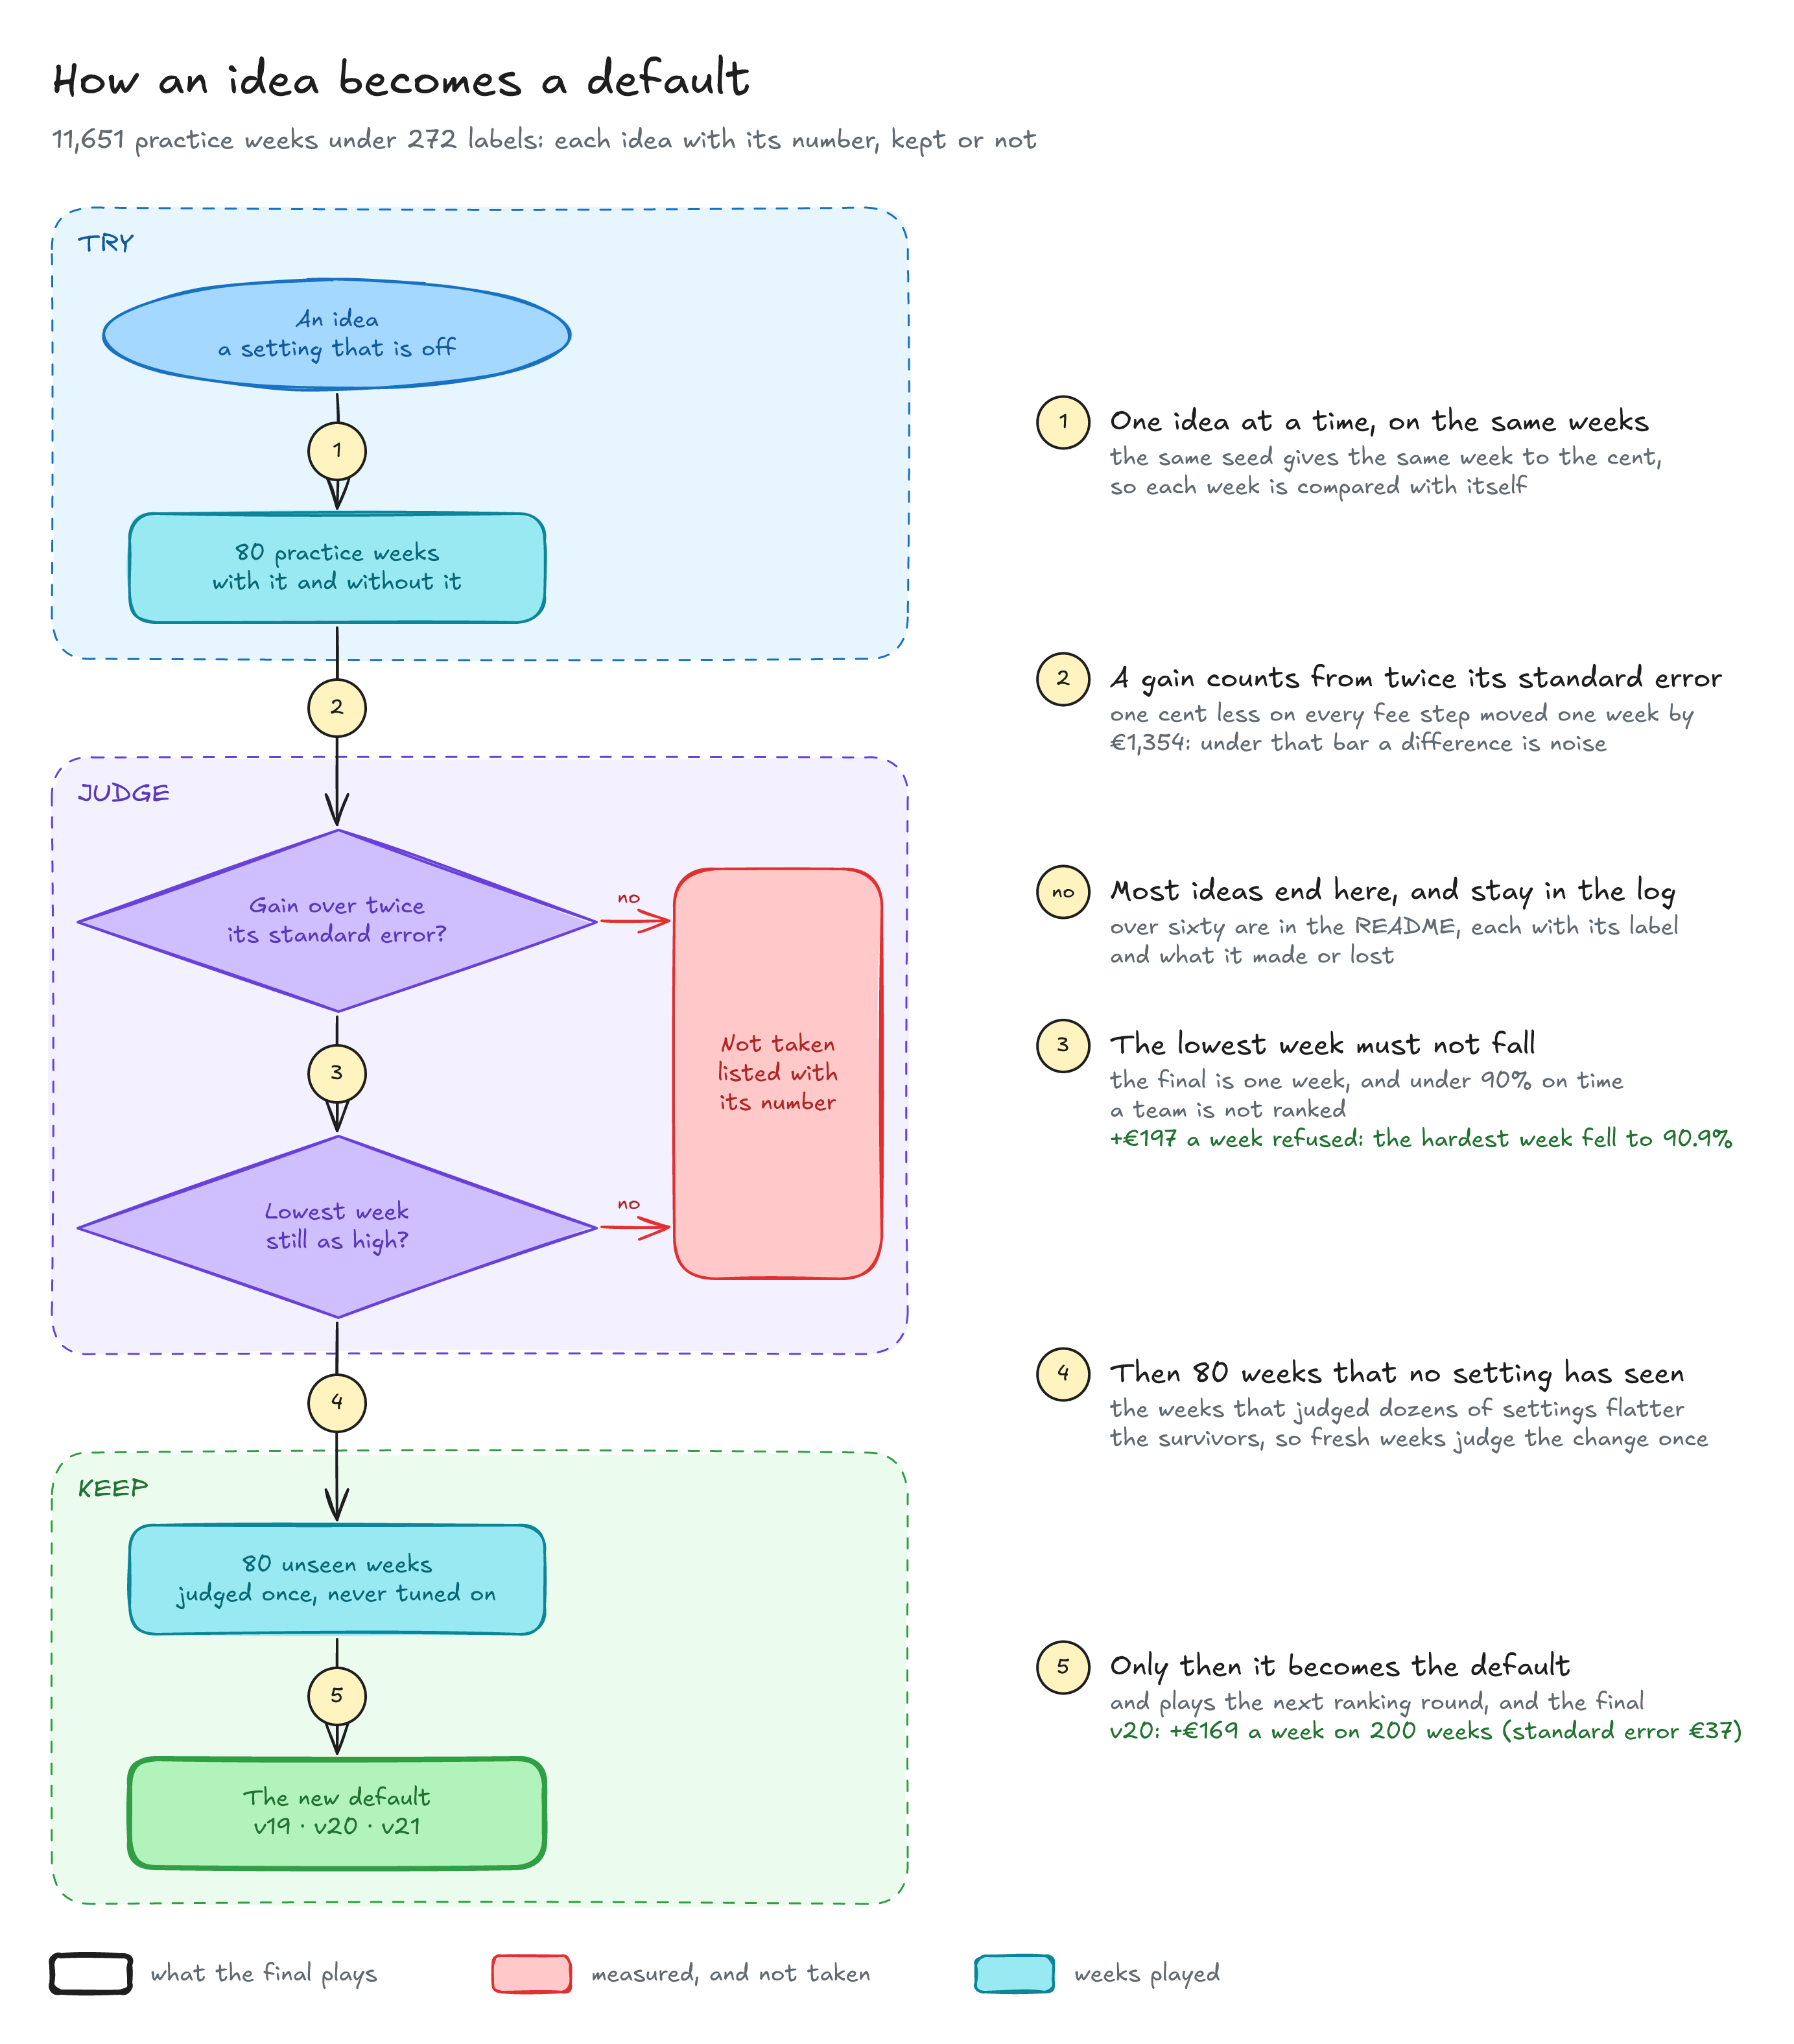 How an idea becomes a default
11,651 practice weeks under 272 labels: each idea with its number, kept or not
TRY
An idea
a setting that is off
1
80 practice weeks
with it and without it
2
JUDGE
Gain over twice
its standard error?
no
3
Not taken
listed with
its number
Lowest week
still as high?
no
4
KEEP
80 unseen weeks
judged once, never tuned on
5
The new default
v19 · v20 · v21
1
One idea at a time, on the same weeks
the same seed gives the same week to the cent,
so each week is compared with itself
2
A gain counts from twice its standard error
one cent less on every fee step moved one week by
€1,354: under that bar a difference is noise
no
Most ideas end here, and stay in the log
over sixty are in the README, each with its label
and what it made or lost
3
The lowest week must not fall
the final is one week, and under 90% on time
a team is not ranked
+€197 a week refused: the hardest week fell to 90.9%
4
Then 80 weeks that no setting has seen
the weeks that judged dozens of settings flatter
the survivors, so fresh weeks judge the change once
5
Only then it becomes the default
and plays the next ranking round, and the final
v20: +€169 a week on 200 weeks (standard error €37)
what the final plays
measured, and not taken
weeks played